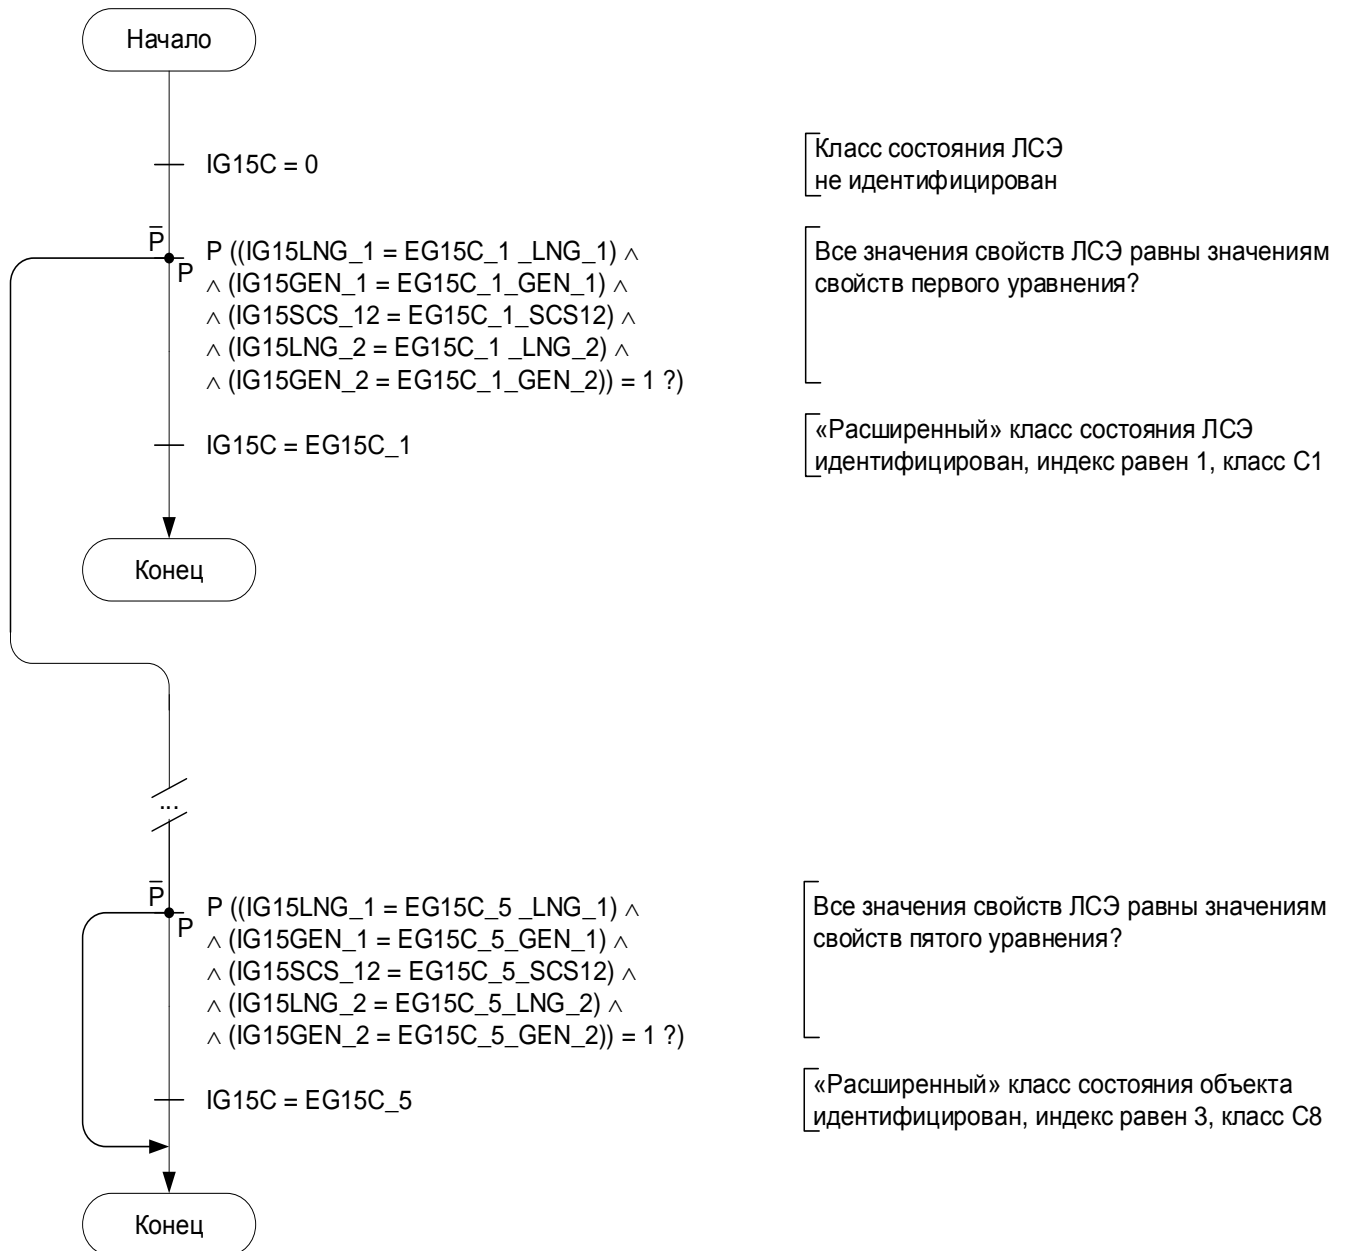 Начало
IG15C = 0
Класс состояния ЛСЭ
не идентифицирован
P̅
P
P ((IG15LNG_1 = EG15C_1 _LNG_1) ∧
∧ (IG15GEN_1 = EG15C_1_GEN_1) ∧
∧ (IG15SCS_12 = EG15C_1_SCS12) ∧
∧ (IG15LNG_2 = EG15C_1 _LNG_2) ∧
∧ (IG15GEN_2 = EG15C_1_GEN_2)) = 1 ?)
Все значения свойств ЛСЭ равны значениям
свойств первого уравнения?
IG15C = EG15C_1
«Расширенный» класс состояния ЛСЭ
идентифицирован, индекс равен 1, класс С1
Конец
...
P̅
P
P ((IG15LNG_1 = EG15C_5 _LNG_1) ∧
∧ (IG15GEN_1 = EG15C_5_GEN_1) ∧
∧ (IG15SCS_12 = EG15C_5_SCS12) ∧
∧ (IG15LNG_2 = EG15C_5_LNG_2) ∧
∧ (IG15GEN_2 = EG15C_5_GEN_2)) = 1 ?)
Все значения свойств ЛСЭ равны значениям
свойств пятого уравнения?
IG15C = EG15C_5
«Расширенный» класс состояния объекта
идентифицирован, индекс равен 3, класс С8
Конец